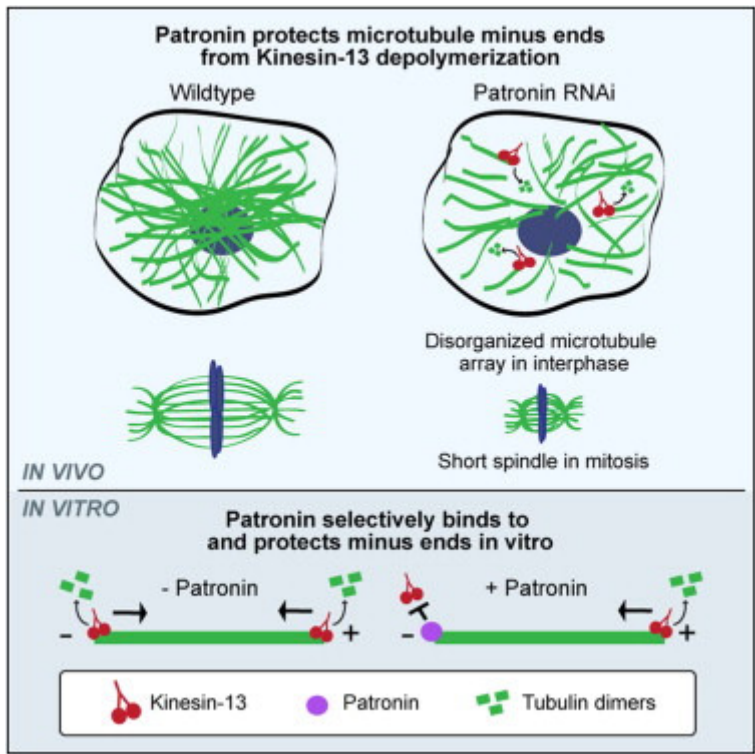 Patronin protects microtubule minus ends
from Kinesin-13 depolymerization
Wildtype
Patronin RNAi
Disorganized microtubule
array in interphase
Short spindle in mitosis
IN VIVO
IN VITRO
Patronin selectively binds to
and protects minus ends in vitro
- Patronin
+ Patronin
- +
- +
Kinesin-13 Patronin Tubulin dimers